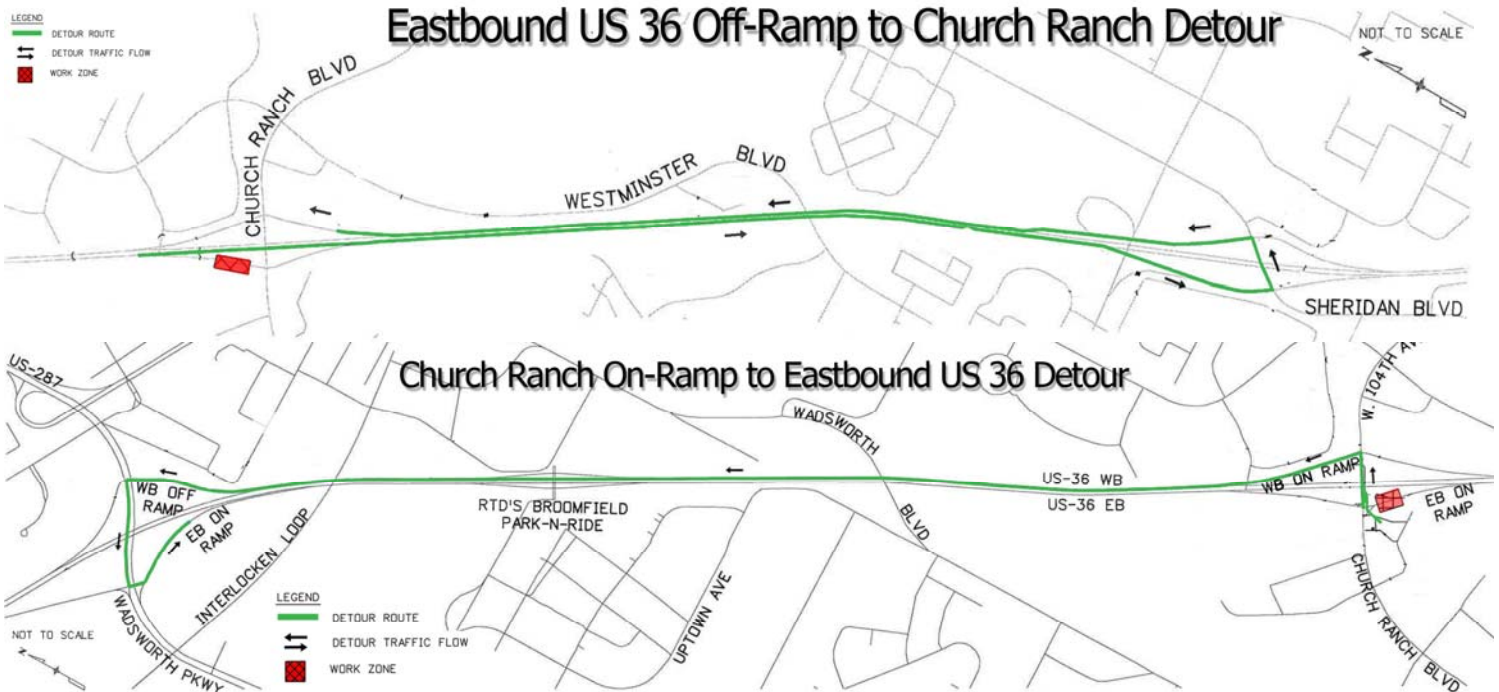 Eastbound US 36 Off-Ramp to Church Ranch Detour
LEGEND
DETOUR ROUTE
DETOUR TRAFFIC FLOW
WORK ZONE
NOT TO SCALE
N
CHURCH RANCH BLVD
WESTMINSTER BLVD
SHERIDAN BLVD
Church Ranch On-Ramp to Eastbound US 36 Detour
US-287
WB OFF
RAMP
EB ON
RAMP
INTERLOCKEN LOOP
WADSWORTH PKWY
RTD'S BROOMFIELD
PARK-N-RIDE
UPTOWN AVE
WADSWORTH
BLVD
US-36 WB
US-36 EB
WB ON RAMP
W. 104TH AV
EB ON
RAMP
CHURCH RANCH BLVD
LEGEND
DETOUR ROUTE
DETOUR TRAFFIC FLOW
WORK ZONE
NOT TO SCALE
N